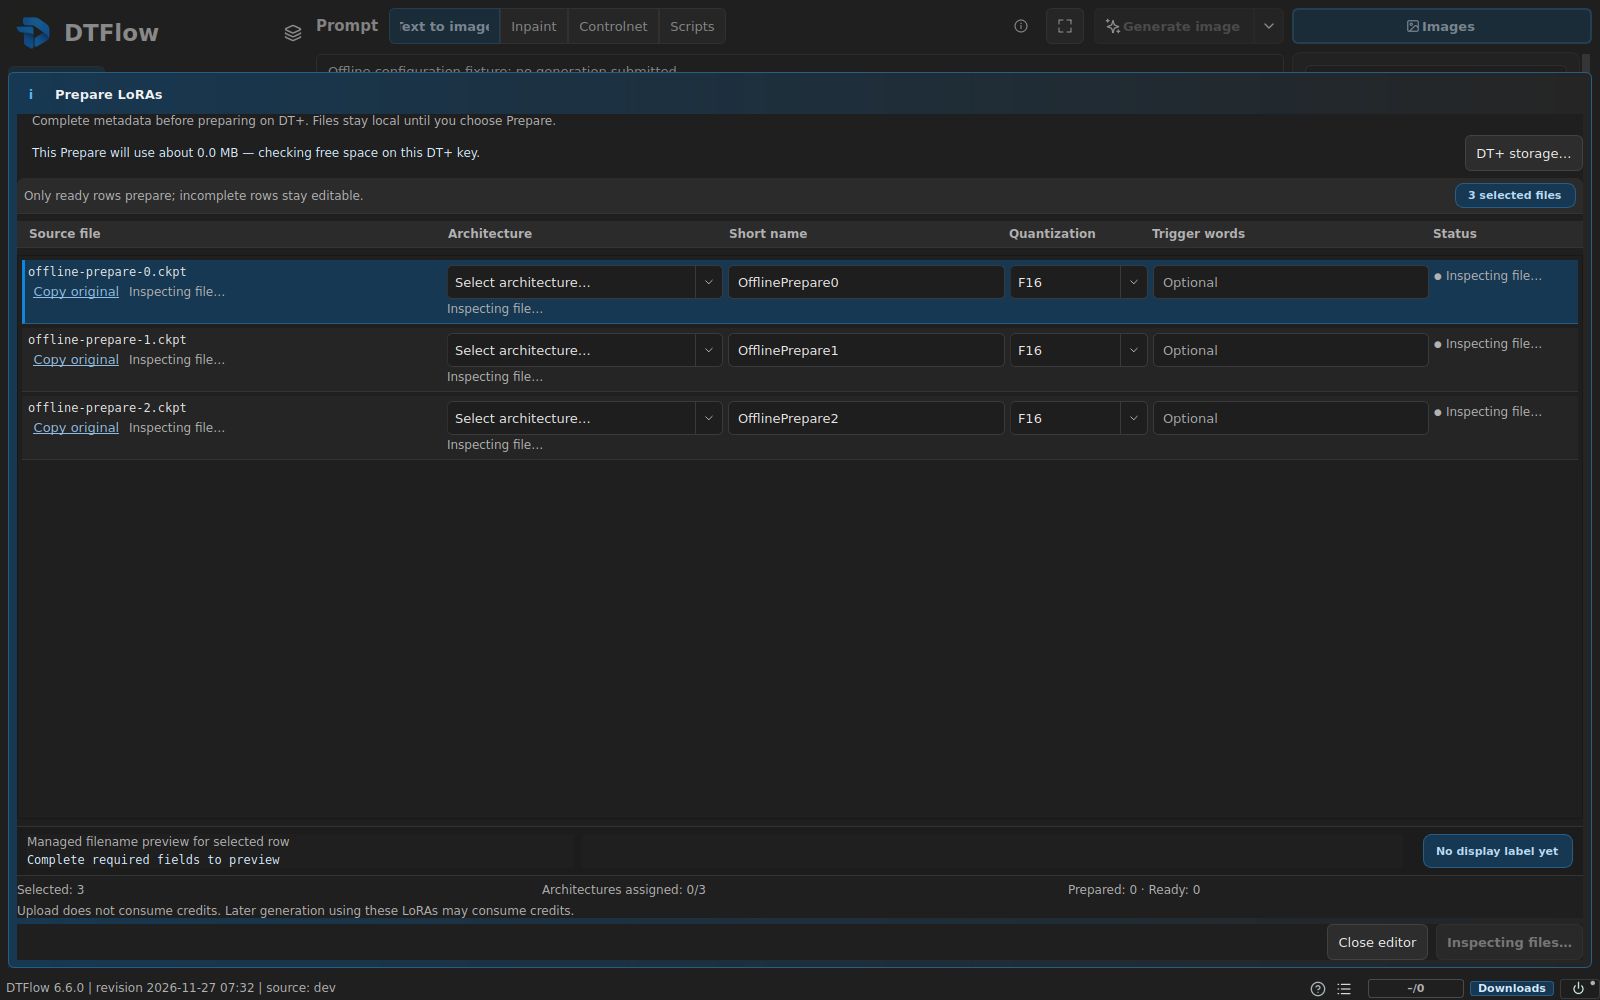 DTFlow
Prompt
Text to image
Inpaint
Controlnet
Scripts
Generate image
Images
Offline configuration fixture: no generation submitted
Prepare LoRAs
Complete metadata before preparing on DT+. Files stay local until you choose Prepare.
This Prepare will use about 0.0 MB — checking free space on this DT+ key.
DT+ storage…
Only ready rows prepare; incomplete rows stay editable.
3 selected files
Source file Architecture Short name Quantization Trigger words Status
offline-prepare-0.ckpt
Copy original Inspecting file…
Select architecture…
Inspecting file…
OfflinePrepare0
F16
Optional
● Inspecting file…
offline-prepare-1.ckpt
Copy original Inspecting file…
Select architecture…
Inspecting file…
OfflinePrepare1
F16
Optional
● Inspecting file…
offline-prepare-2.ckpt
Copy original Inspecting file…
Select architecture…
Inspecting file…
OfflinePrepare2
F16
Optional
● Inspecting file…
Managed filename preview for selected row
Complete required fields to preview
No display label yet
Selected: 3
Architectures assigned: 0/3
Prepared: 0 · Ready: 0
Upload does not consume credits. Later generation using these LoRAs may consume credits.
Close editor
Inspecting files…
DTFlow 6.6.0 | revision 2026-11-27 07:32 | source: dev
-/0
Downloads